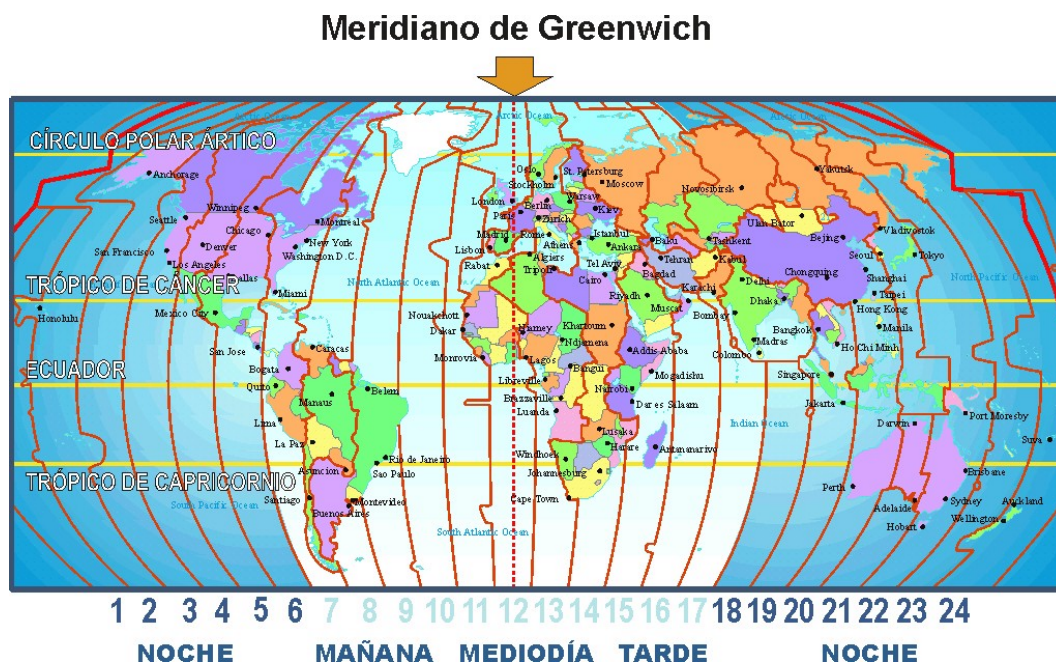 Meridiano de Greenwich
Arctic Ocean
Arctic Ocean
Arctic Ocean
CÍRCULO POLAR ÁRTICO
Anchorage
Oslo
St. Petersburg
Stockholm
Moscow
Yakutsk
Novosibirsk
Seattle
Winnipeg
Montreal
London
Berlin
Warsaw
Paris
Kiev
Zürich
Ulan Bator
Chicago
New York
San Francisco
Denver
Washington D.C.
Madrid
Rome
Istanbul
Lisbon
Athens
Ankara
Baku
Tashkent
Beijing
Vladivostok
Los Angeles
Dallas
Rabat
Algiers
Tripoli
Tel Aviv
Tehran
Kabul
Seoul
Tokyo
TRÓPICO DE CÁNCER
Miami
North Atlantic Ocean
Cairo
Bagdad
Riyadh
Karachi
Delhi
Chongquing
Shanghai
North Pacific Ocean
Honolulu
Mexico City
Nouakchott
Dakar
Niamey
Khartoum
Muscat
Bombay
Dhaka
Taipei
Hong Kong
San Jose
Caracas
Monrovia
Lagos
Ndjamena
Addis Ababa
Madras
Colombo
Bangkok
Manila
Ho Chi Minh
ECUADOR
Bogata
Quito
Belem
Manaus
Libreville
Bangui
Mogadishu
Singapore
Brazzaville
Nairobi
Dar es Salaam
Jakarta
Lima
Luanda
Indian Ocean
Darwin
Port Moresby
La Paz
Rio de Janeiro
Lusaka
Harare
Antananarivo
Suva
Asuncion
Sao Paulo
Windhoek
Johannesburg
TRÓPICO DE CAPRICORNIO
Perth
Brisbane
Santiago
Montevideo
South Pacific Ocean
Buenos Aires
Cape Town
Adelaide
Sydney
Auckland
South Atlantic Ocean
Hobart
Wellington
1 2 3 4 5 6 7 8 9 10 11 12 13 14 15 16 17 18 19 20 21 22 23 24
NOCHE MAÑANA MEDIODÍA TARDE NOCHE